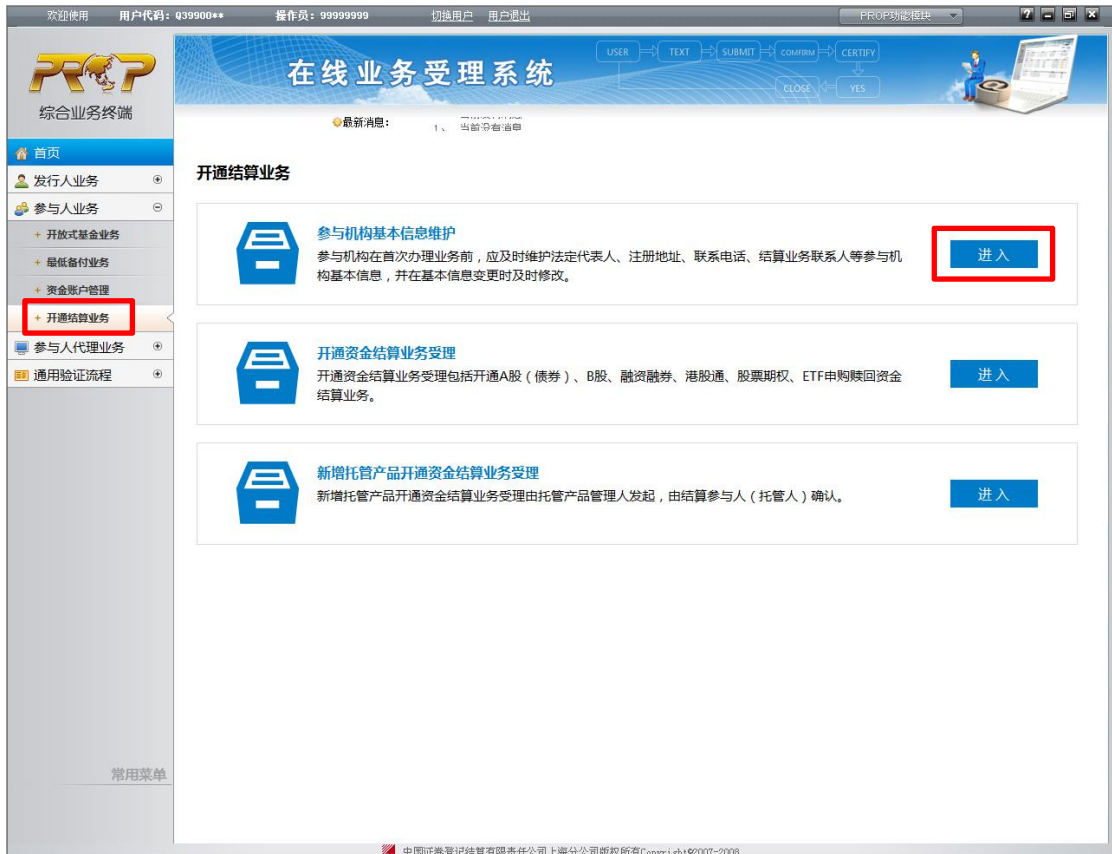 欢迎使用 用户代码：Q39900** 操作员：99999999 切换用户 用户退出 PROP功能模块
PROP
综合业务终端
在线业务受理系统
USER TEXT SUBMIT COMFIRM CERTIFY
CLOSE YES
最新消息：
1、 当前没有消息
首页
发行人业务
参与人业务
+ 开放式基金业务
+ 最低备付业务
+ 资金账户管理
+ 开通结算业务
参与人代理业务
通用验证流程
常用菜单
开通结算业务
参与机构基本信息维护
参与机构在首次办理业务前，应及时维护法定代表人、注册地址、联系电话、结算业务联系人等参与机
构基本信息，并在基本信息变更时及时修改。
进入
开通资金结算业务受理
开通资金结算业务受理包括开通A股（债券）、B股、融资融券、港股通、股票期权、ETF申购赎回资金
结算业务。
进入
新增托管产品开通资金结算业务受理
新增托管产品开通资金结算业务受理由托管产品管理人发起，由结算参与人（托管人）确认。
进入
中国证券登记结算有限责任公司上海分公司版权所有Copyright©2007-2008